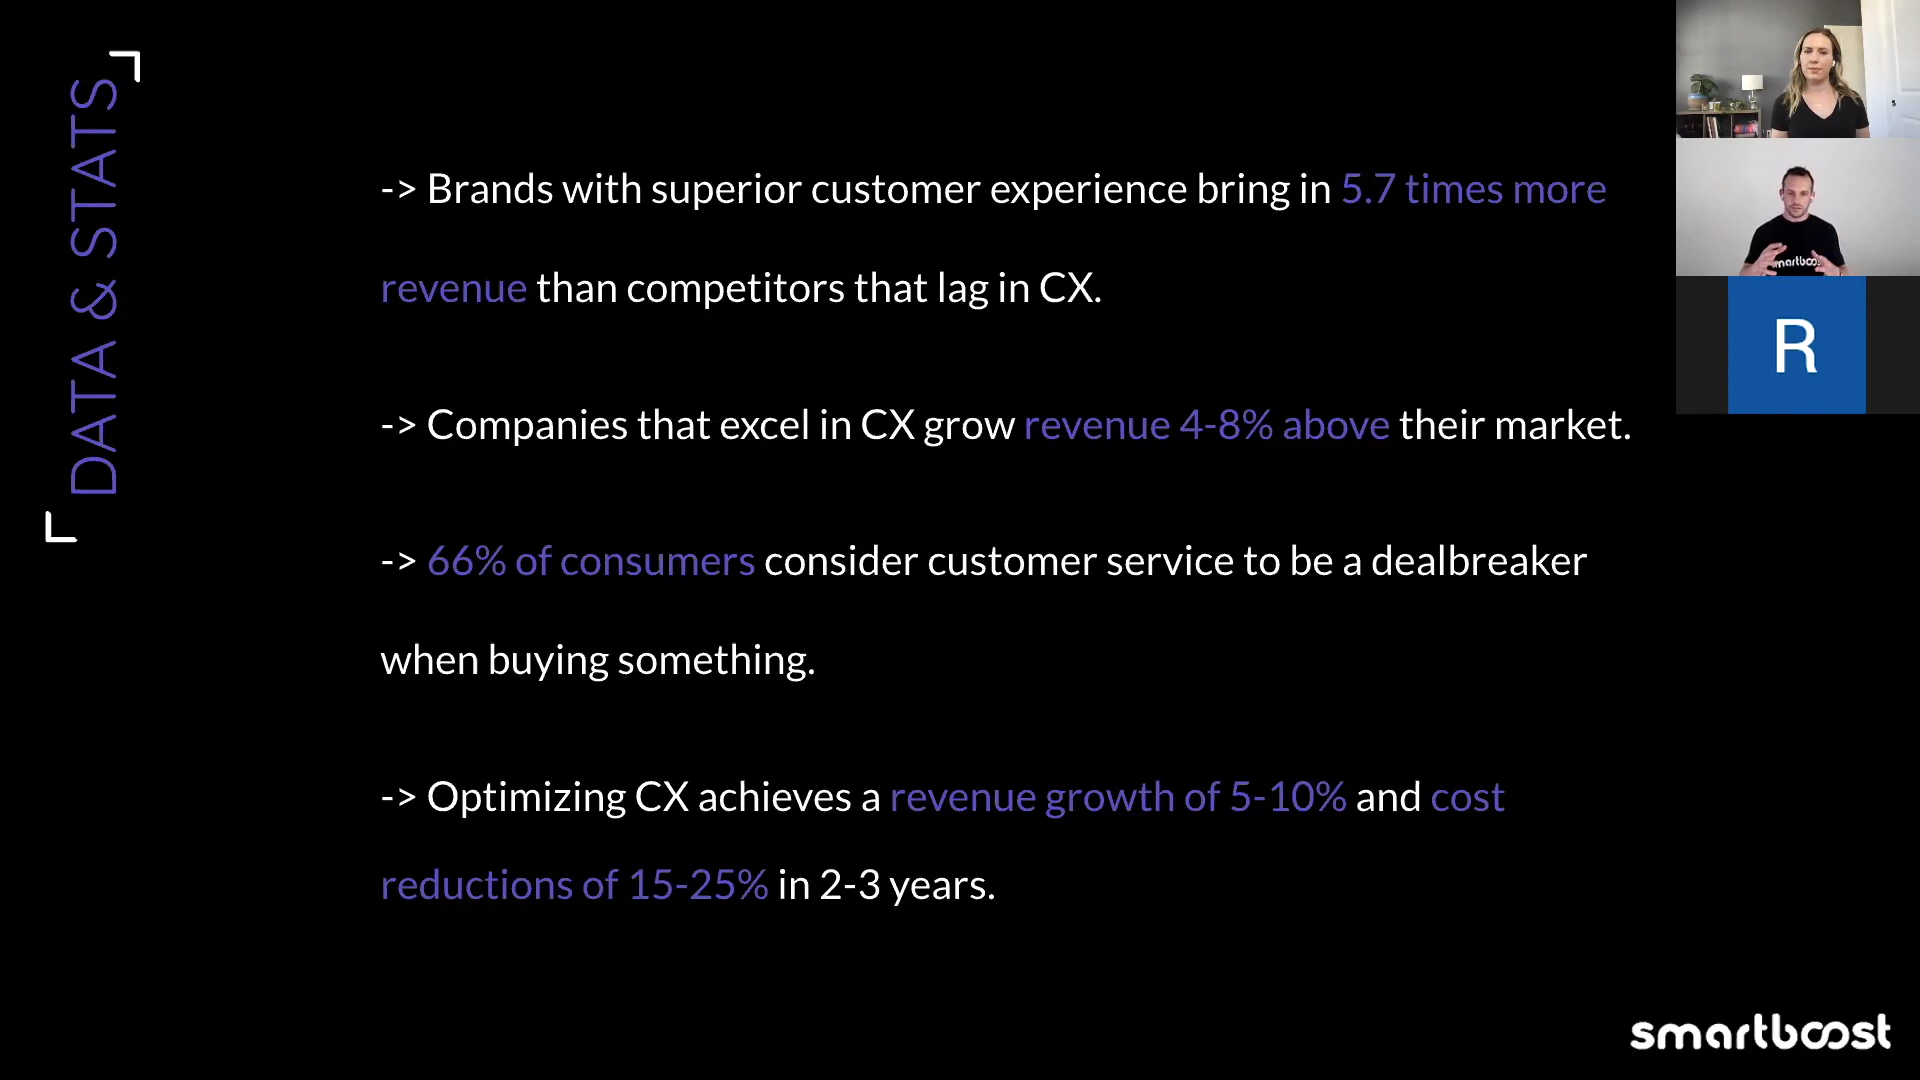 DATA & STATS
-> Brands with superior customer experience bring in 5.7 times more
revenue than competitors that lag in CX.
-> Companies that excel in CX grow revenue 4-8% above their market.
-> 66% of consumers consider customer service to be a dealbreaker
when buying something.
-> Optimizing CX achieves a revenue growth of 5-10% and cost
reductions of 15-25% in 2-3 years.
smartboost
R
smartboost